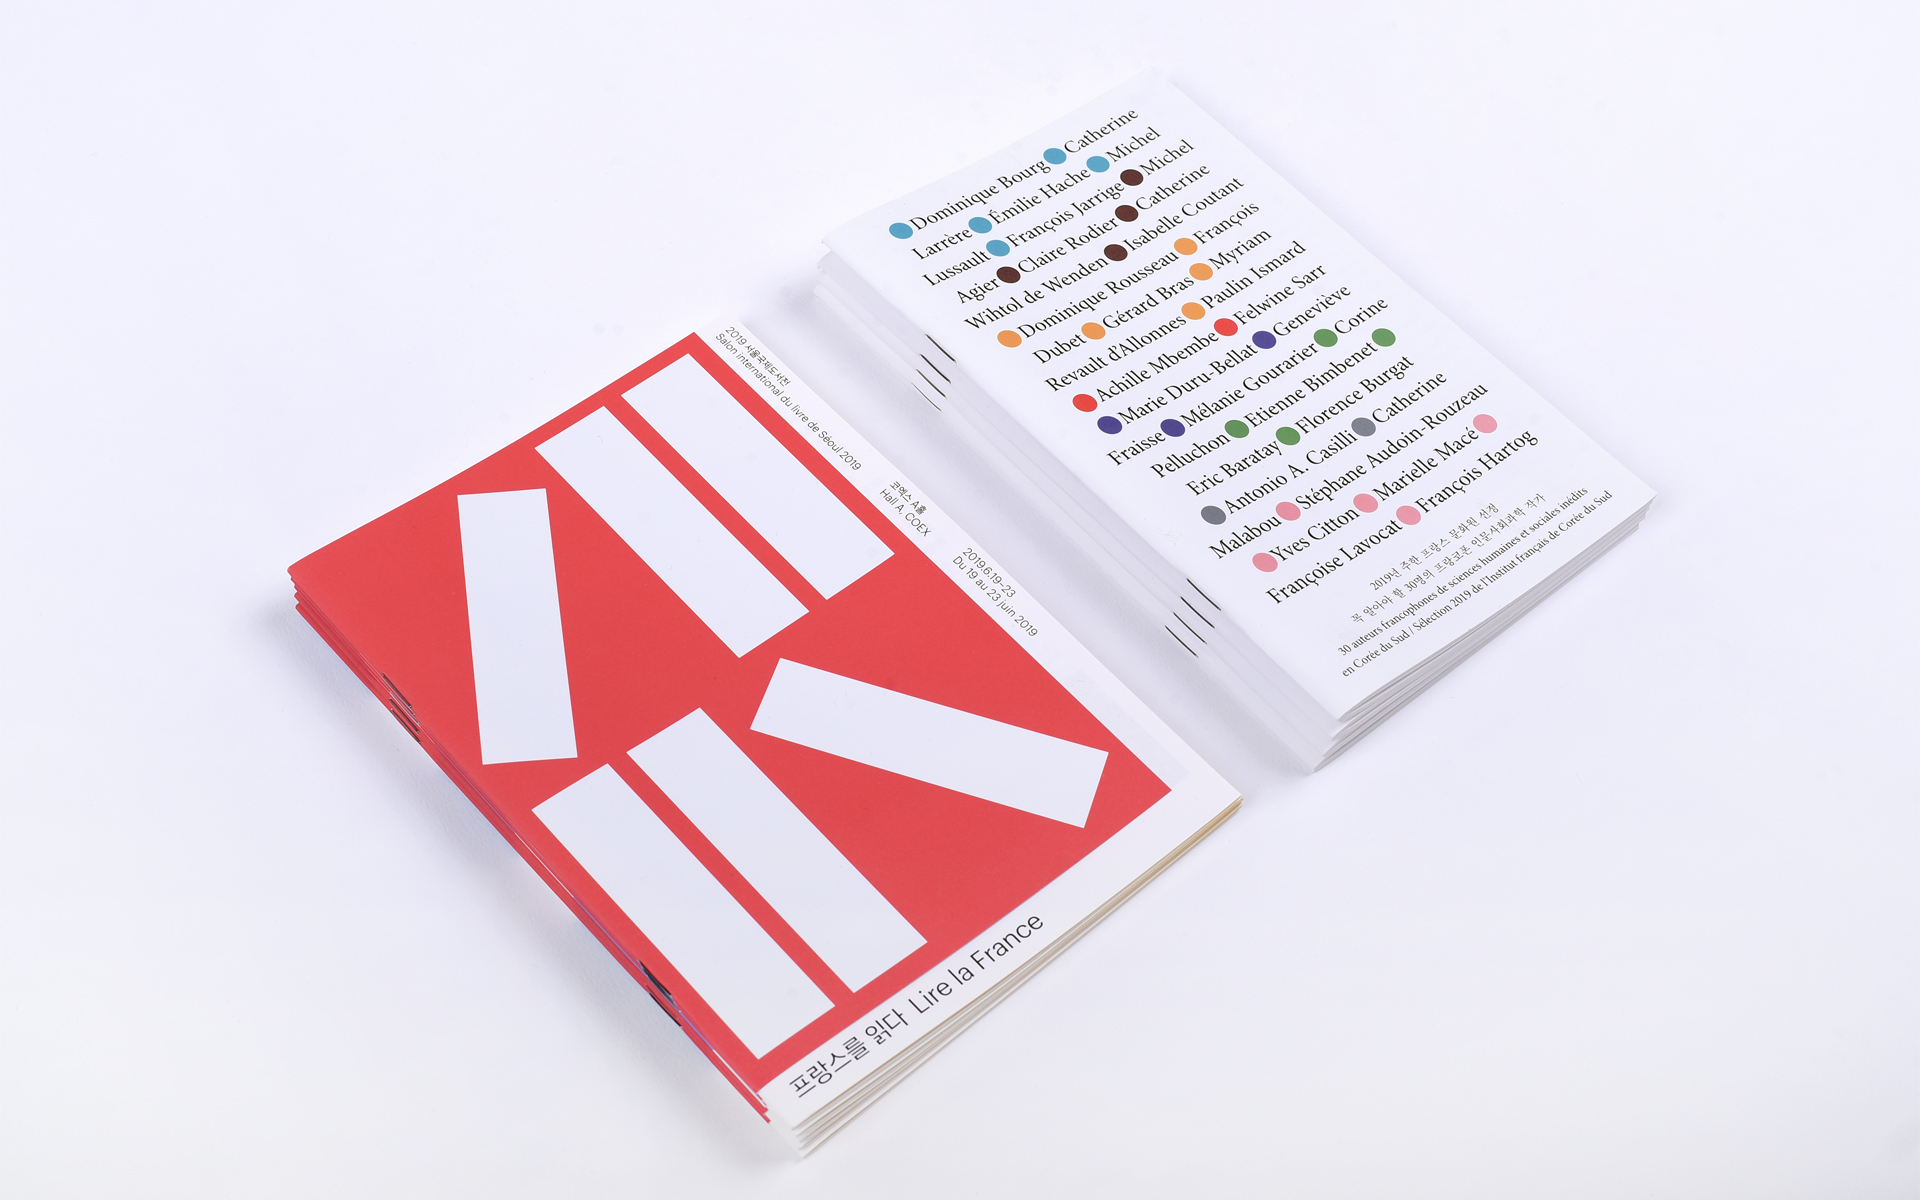 2019 서울국제도서전
Salon international du livre de Séoul 2019
코엑스 A홀
Hall A, COEX
2019.6.19–23
Du 19 au 23 juin 2019
프랑스를 읽다 Lire la France
Dominique Bourg Catherine
Larrère Émilie Hache Michel
Lussault François Jarrige Michel
Agier Claire Rodier Catherine
Wihtol de Wenden Isabelle Coutant
Dominique Rousseau François
Dubet Gérard Bras Myriam
Revault d'Allonnes Paulin Ismard
Achille Mbembe Felwine Sarr
Marie Duru-Bellat Geneviève
Fraisse Mélanie Gourarier Corine
Pelluchon Etienne Bimbenet
Eric Baratay Florence Burgat
Antonio A. Casilli Catherine
Malabou Stéphane Audoin-Rouzeau
Yves Citton Marielle Macé
Françoise Lavocat François Hartog
2019년 주한 프랑스 문화원 선정
꼭 알아야 할 30명의 프랑코폰 인문사회과학 작가
30 auteurs francophones de sciences humaines et sociales inédits
en Corée du Sud / Sélection 2019 de l'Institut français de Corée du Sud